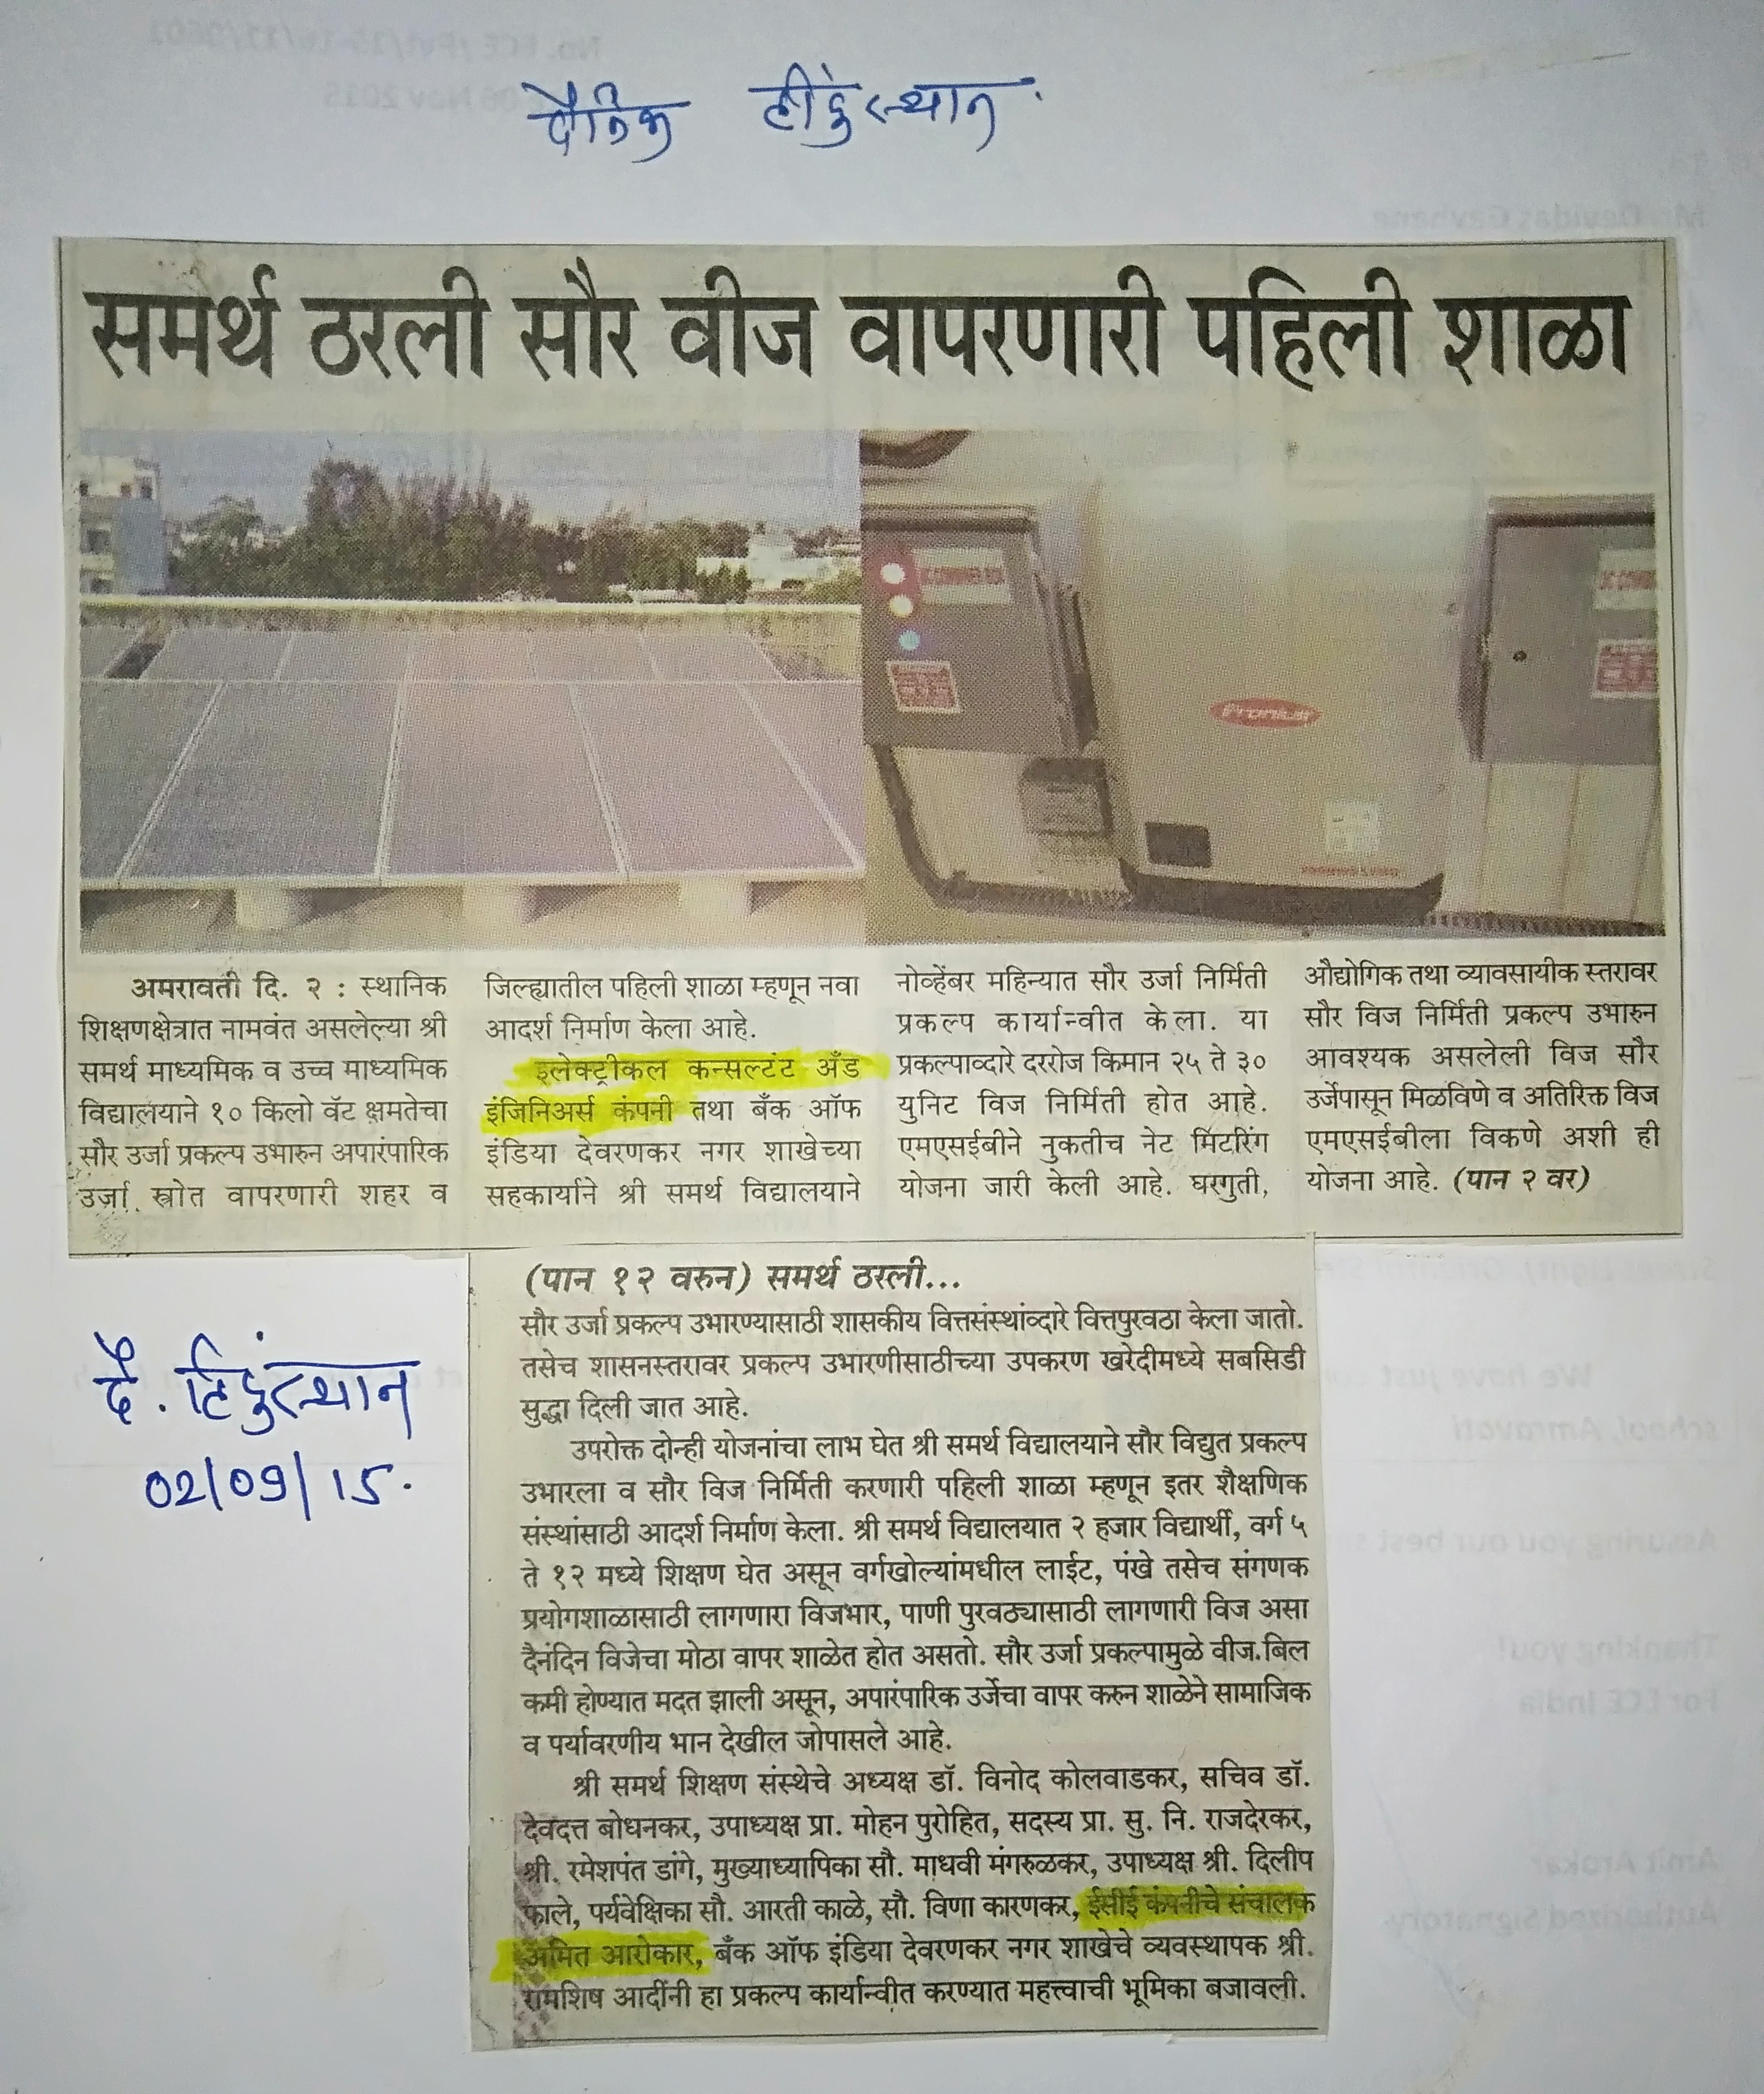 दैनिक हींदुस्थान.
समर्थ ठरली सौर वीज वापरणारी पहिली शाळा
Fronius
अमरावती दि. २ : स्थानिक
शिक्षणक्षेत्रात नामवंत असलेल्या श्री
समर्थ माध्यमिक व उच्च माध्यमिक
विद्यालयाने १० किलो वॅट क्षमतेचा
सौर उर्जा प्रकल्प उभारुन अपारंपारिक
उर्जा स्त्रोत वापरणारी शहर व
जिल्ह्यातील पहिली शाळा म्हणून नवा
आदर्श निर्माण केला आहे.
इलेक्ट्रीकल कन्सल्टंट अँड
इंजिनिअर्स कंपनी तथा बँक ऑफ
इंडिया देवरणकर नगर शाखेच्या
सहकार्याने श्री समर्थ विद्यालयाने
नोव्हेंबर महिन्यात सौर उर्जा निर्मिती
प्रकल्प कार्यान्वीत केला. या
प्रकल्पाव्दारे दररोज किमान २५ ते ३०
युनिट विज निर्मिती होत आहे.
एमएसईबीने नुकतीच नेट मिटरिंग
योजना जारी केली आहे. घरगुती,
औद्योगिक तथा व्यावसायीक स्तरावर
सौर विज निर्मिती प्रकल्प उभारुन
आवश्यक असलेली विज सौर
उर्जेपासून मिळविणे व अतिरिक्त विज
एमएसईबीला विकणे अशी ही
योजना आहे. (पान २ वर)
(पान १२ वरुन) समर्थ ठरली...
सौर उर्जा प्रकल्प उभारण्यासाठी शासकीय वित्तसंस्थांव्दारे वित्तपुरवठा केला जातो.
तसेच शासनस्तरावर प्रकल्प उभारणीसाठीच्या उपकरण खरेदीमध्ये सबसिडी
सुद्धा दिली जात आहे.
उपरोक्त दोन्ही योजनांचा लाभ घेत श्री समर्थ विद्यालयाने सौर विद्युत प्रकल्प
उभारला व सौर विज निर्मिती करणारी पहिली शाळा म्हणून इतर शैक्षणिक
संस्थांसाठी आदर्श निर्माण केला. श्री समर्थ विद्यालयात २ हजार विद्यार्थी, वर्ग ५
ते १२ मध्ये शिक्षण घेत असून वर्गखोल्यांमधील लाईट, पंखे तसेच संगणक
प्रयोगशाळासाठी लागणारा विजभार, पाणी पुरवठ्यासाठी लागणारी विज असा
दैनंदिन विजेचा मोठा वापर शाळेत होत असतो. सौर उर्जा प्रकल्पामुळे वीज.बिल
कमी होण्यात मदत झाली असून, अपारंपारिक उर्जेचा वापर करुन शाळेने सामाजिक
व पर्यावरणीय भान देखील जोपासले आहे.
श्री समर्थ शिक्षण संस्थेचे अध्यक्ष डॉ. विनोद कोलवाडकर, सचिव डॉ.
देवदत्त बोधनकर, उपाध्यक्ष प्रा. मोहन पुरोहित, सदस्य प्रा. सु. नि. राजदेरकर,
श्री. रमेशपंत डांगे, मुख्याध्यापिका सौ. माधवी मंगरुळकर, उपाध्यक्ष श्री. दिलीप
फाले, पर्यवेक्षिका सौ. आरती काळे, सौ. विणा कारणकर, ईसीई कंपनीचे संचालक
अमित आरोकार, बँक ऑफ इंडिया देवरणकर नगर शाखेचे व्यवस्थापक श्री.
रामशिष आदींनी हा प्रकल्प कार्यान्वीत करण्यात महत्त्वाची भूमिका बजावली.
दै. हिंदुस्थान
02/09/15.